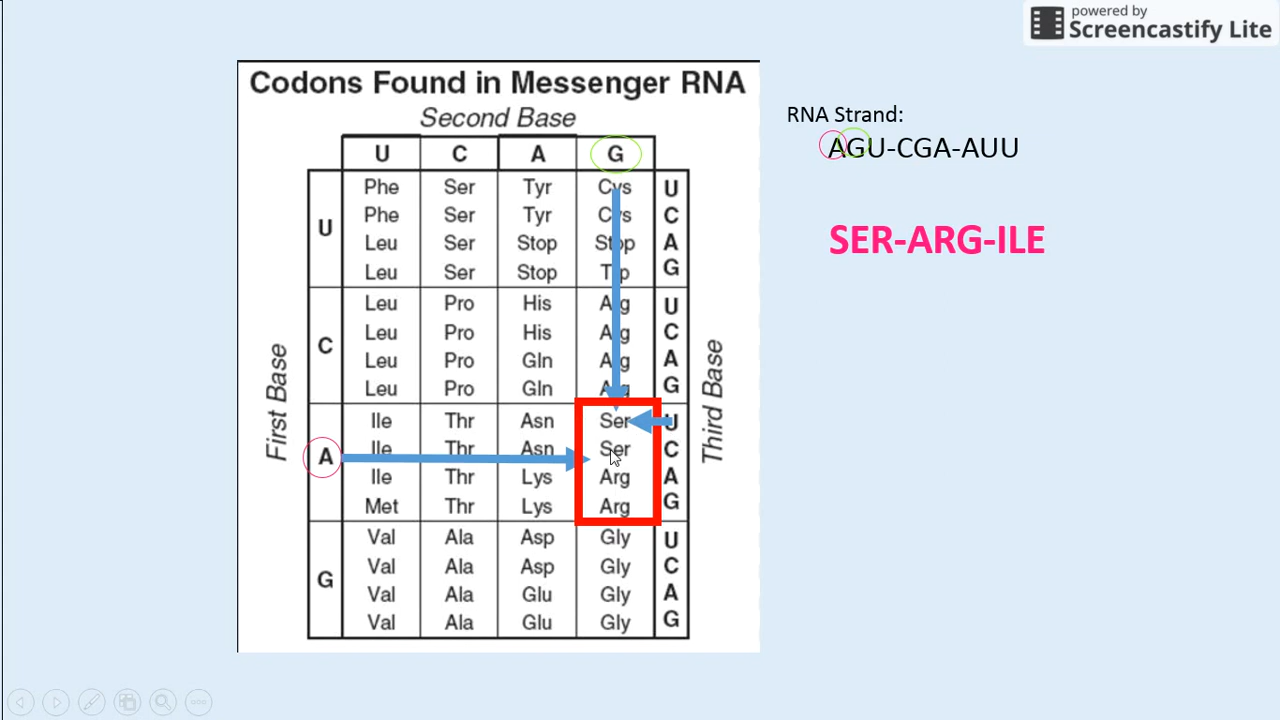 powered by
Screencastify Lite
Codons Found in Messenger RNA
Second Base
U C A G
First Base
Third Base
U
Phe Ser Tyr Cys U
Phe Ser Tyr Cys C
Leu Ser Stop Stop A
Leu Ser Stop Trp G
C
Leu Pro His Arg U
Leu Pro His Arg C
Leu Pro Gln Arg A
Leu Pro Gln Arg G
A
Ile Thr Asn Ser U
Ile Thr Asn Ser C
Ile Thr Lys Arg A
Met Thr Lys Arg G
G
Val Ala Asp Gly U
Val Ala Asp Gly C
Val Ala Glu Gly A
Val Ala Glu Gly G
RNA Strand:
AGU-CGA-AUU
SER-ARG-ILE